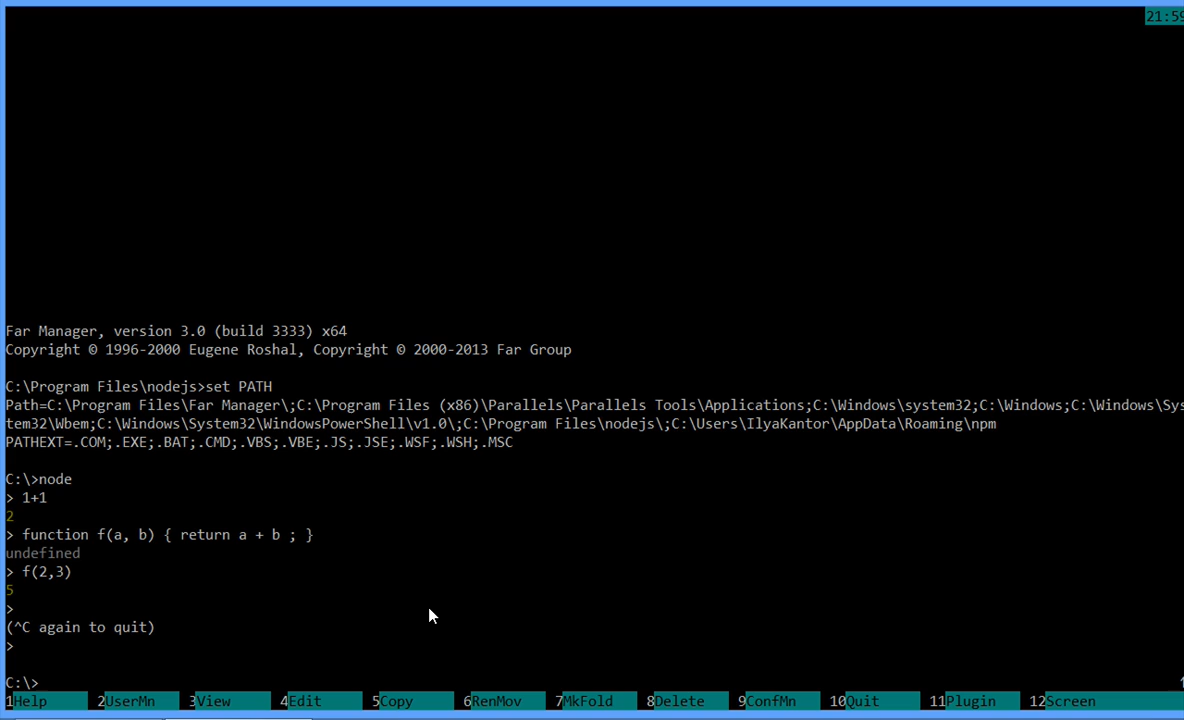 21:59
Far Manager, version 3.0 (build 3333) x64
Copyright © 1996-2000 Eugene Roshal, Copyright © 2000-2013 Far Group
C:\Program Files\nodejs>set PATH
Path=C:\Program Files\Far Manager\;C:\Program Files (x86)\Parallels\Parallels Tools\Applications;C:\Windows\system32;C:\Windows;C:\Windows\Sys
tem32\Wbem;C:\Windows\System32\WindowsPowerShell\v1.0\;C:\Program Files\nodejs\;C:\Users\IlyaKantor\AppData\Roaming\npm
PATHEXT=.COM;.EXE;.BAT;.CMD;.VBS;.VBE;.JS;.JSE;.WSF;.WSH;.MSC
C:\>node
> 1+1
2
> function f(a, b) { return a + b ; }
undefined
> f(2,3)
5
>
(^C again to quit)
>
C:\>
1Help 2UserMn 3View 4Edit 5Copy 6RenMov 7MkFold 8Delete 9ConfMn 10Quit 11Plugin 12Screen